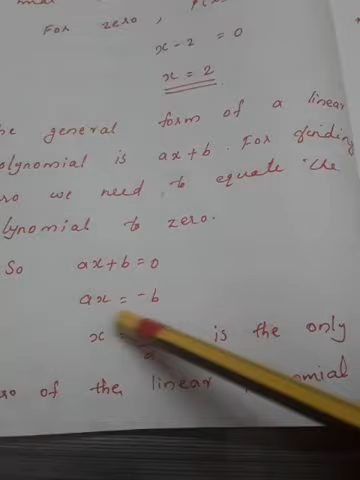 For zero,
x - 2 = 0
x = 2
general form of a linear
polynomial is ax + b. For finding
we need to equate the
to zero.
So ax + b = 0
ax = -b
x = is the only
of the linear